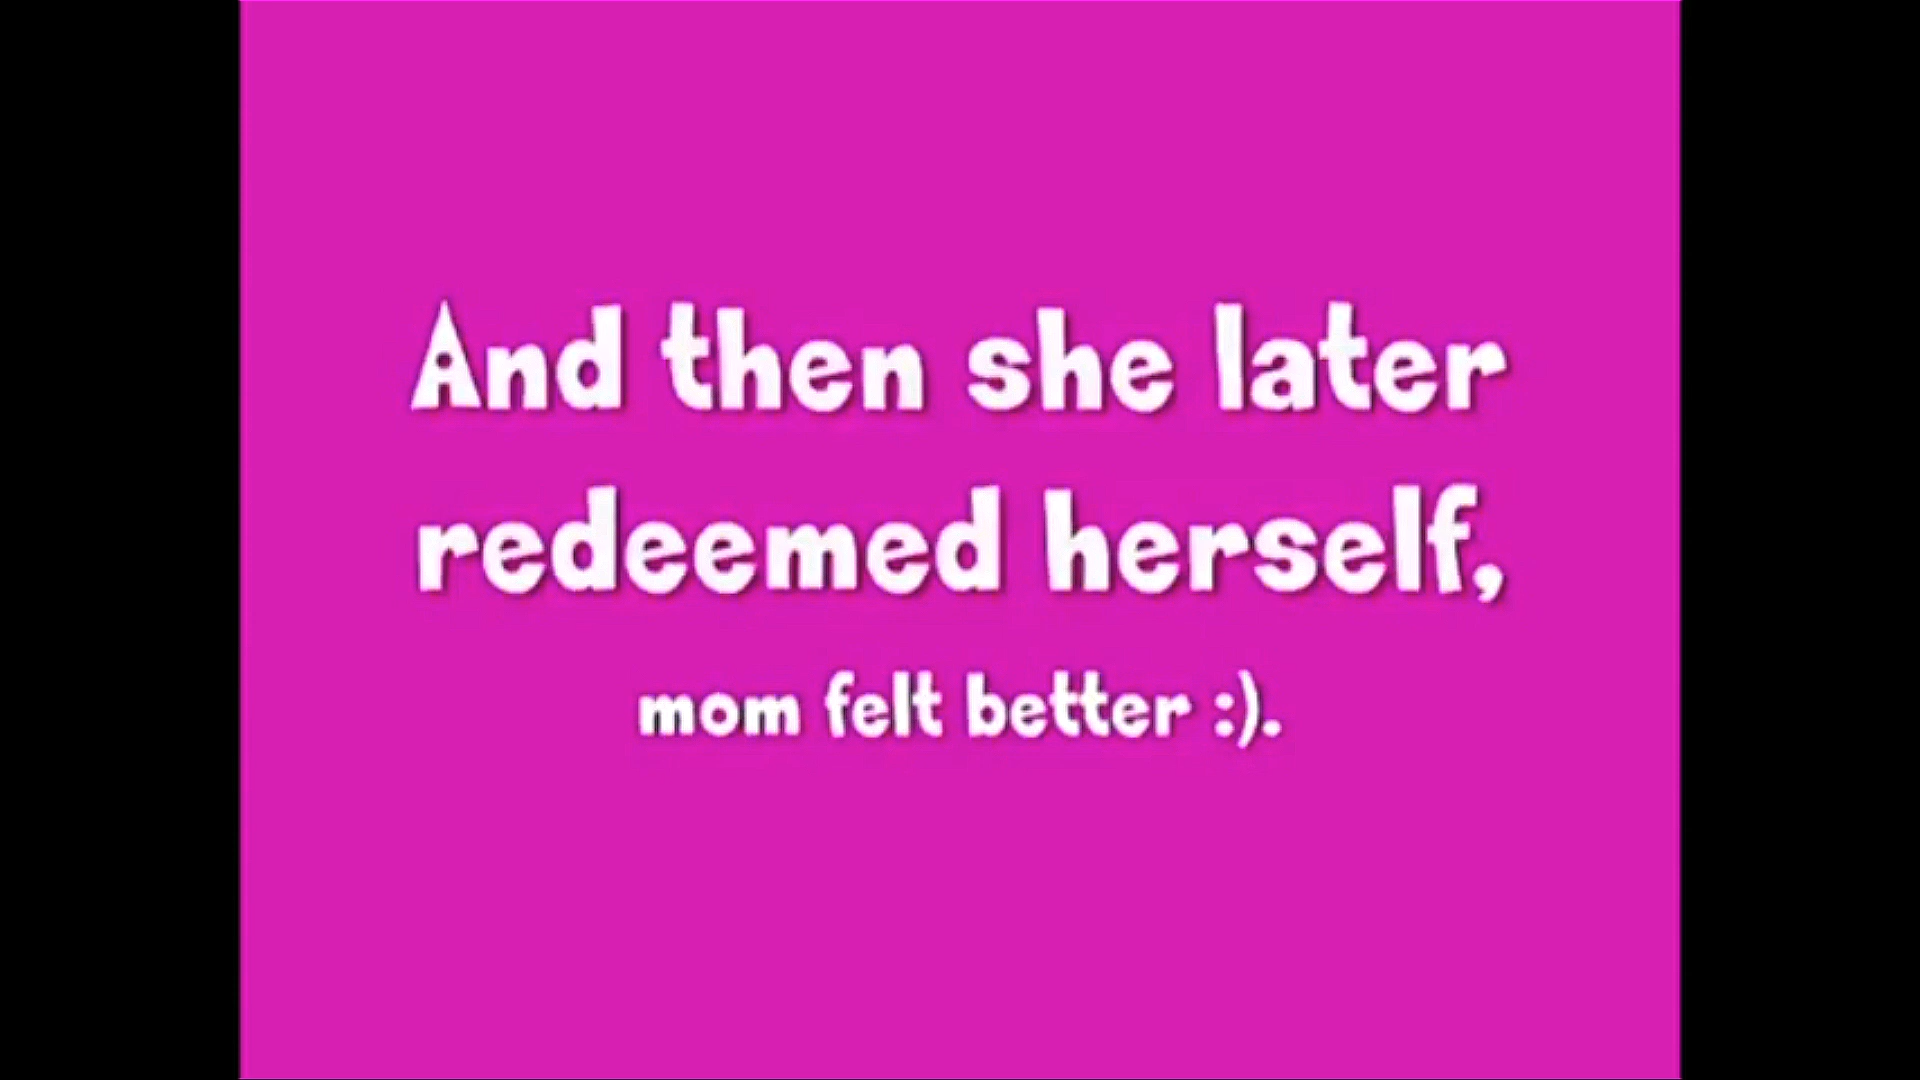 And then she later
redeemed herself,
mom felt better :).